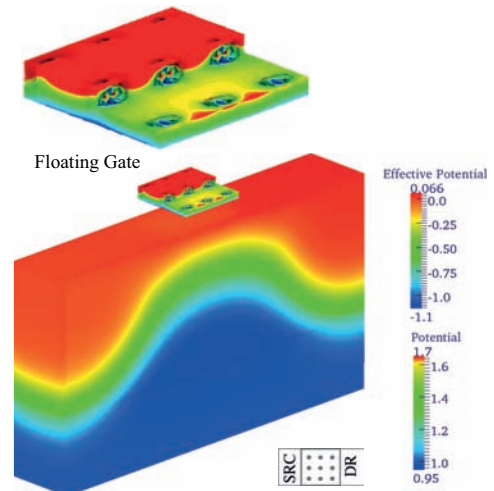 Floating Gate
Effective Potential
0.066
0.0
-0.25
-0.50
-0.75
-1.0
-1.1
Potential
1.7
1.6
1.4
1.2
1.0
0.95
SRC
DR